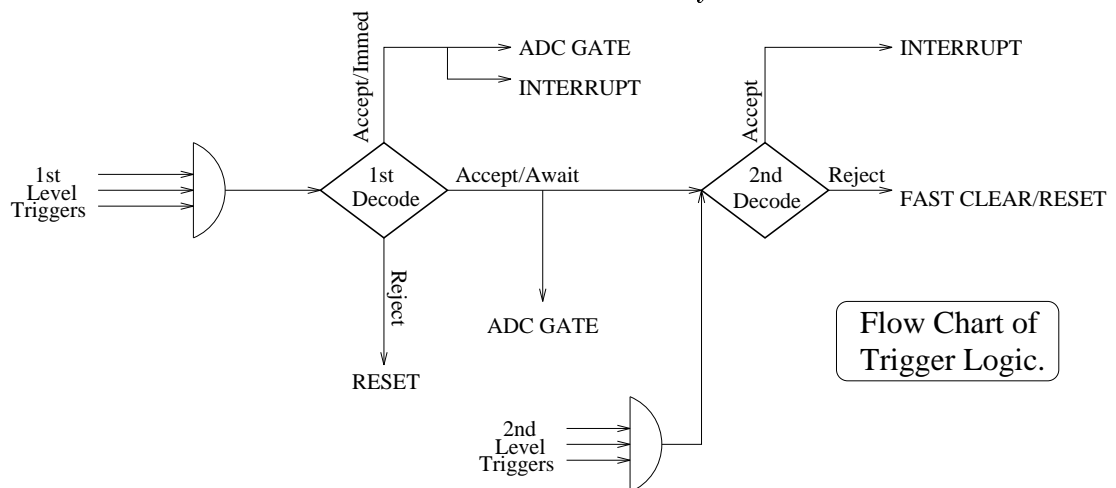 ADC GATE
INTERRUPT
Accept/Immed
INTERRUPT
Accept
1st
Level
Triggers
1st
Decode
Accept/Await
2nd
Decode
Reject
FAST CLEAR/RESET
Reject
ADC GATE
RESET
Flow Chart of
Trigger Logic.
2nd
Level
Triggers